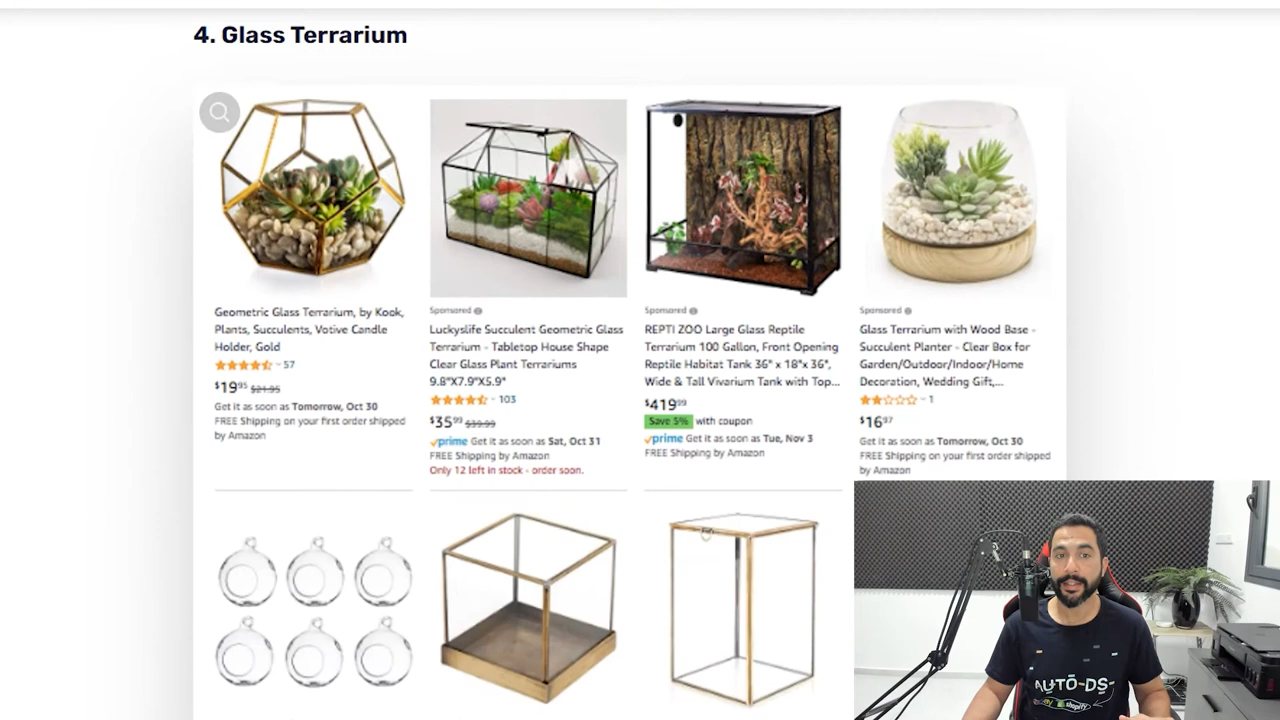 4. Glass Terrarium
Geometric Glass Terrarium, by Kook,
Plants, Succulents, Votive Candle
Holder, Gold
57
$19.95 $21.95
Get it as soon as Tomorrow, Oct 30
FREE Shipping on your first order shipped
by Amazon
Sponsored
Luckyslife Succulent Geometric Glass
Terrarium - Tabletop House Shape
Clear Glass Plant Terrariums
9.8"X7.9"X5.9"
103
$35.99 $39.99
prime Get it as soon as Sat, Oct 31
FREE Shipping by Amazon
Only 12 left in stock - order soon.
Sponsored
REPTI ZOO Large Glass Reptile
Terrarium 100 Gallon, Front Opening
Reptile Habitat Tank 36" x 18"x 36",
Wide & Tall Vivarium Tank with Top...
$419.99
Save 5% with coupon
prime Get it as soon as Tue, Nov 3
FREE Shipping by Amazon
Sponsored
Glass Terrarium with Wood Base -
Succulent Planter - Clear Box for
Garden/Outdoor/Indoor/Home
Decoration, Wedding Gift,...
1
$16.97
Get it as soon as Tomorrow, Oct 30
FREE Shipping on your first order shipped
by Amazon
AUTO-DS
shopify